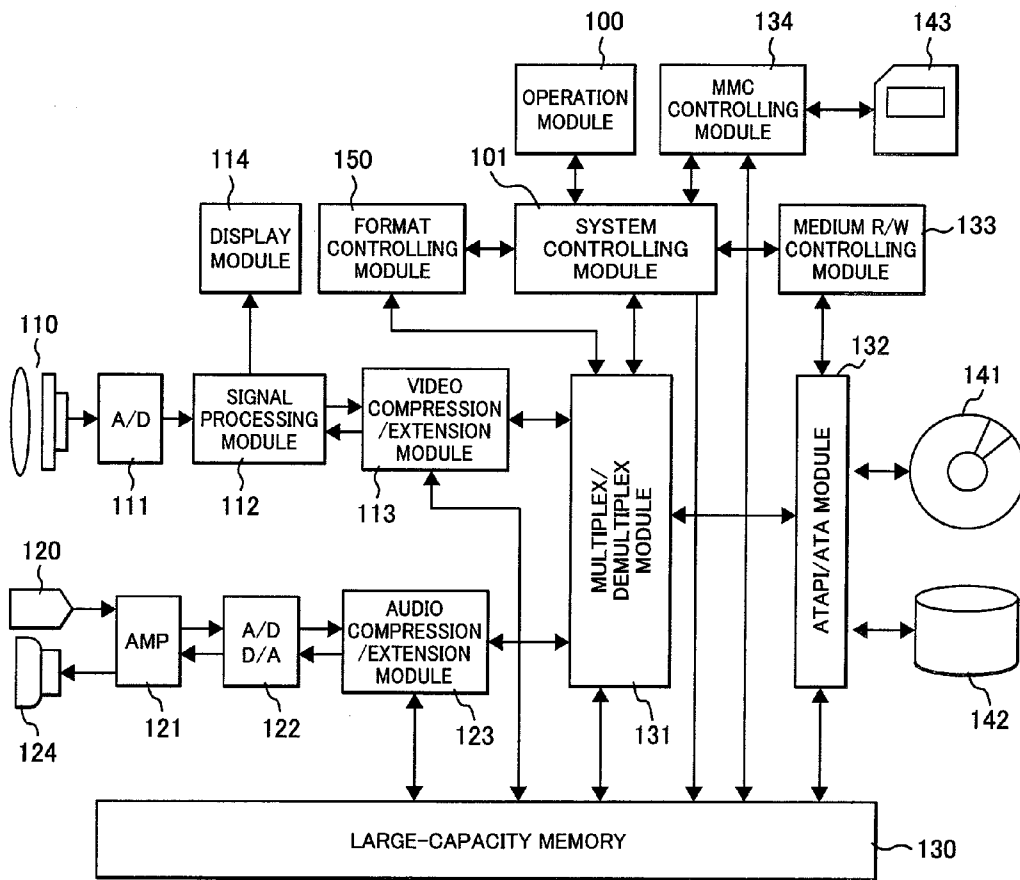 100
134
143
OPERATION
MODULE
MMC
CONTROLLING
MODULE
114
150
101
DISPLAY
MODULE
FORMAT
CONTROLLING
MODULE
SYSTEM
CONTROLLING
MODULE
MEDIUM R/W
CONTROLLING
MODULE
133
110
132
141
A/D
SIGNAL
PROCESSING
MODULE
VIDEO
COMPRESSION
/EXTENSION
MODULE
111
112
113
MULTIPLEX/
DEMULTIPLEX
MODULE
ATAPI/ATA MODULE
120
AMP
A/D
D/A
AUDIO
COMPRESSION
/EXTENSION
MODULE
124
121
122
123
131
142
LARGE-CAPACITY MEMORY
130